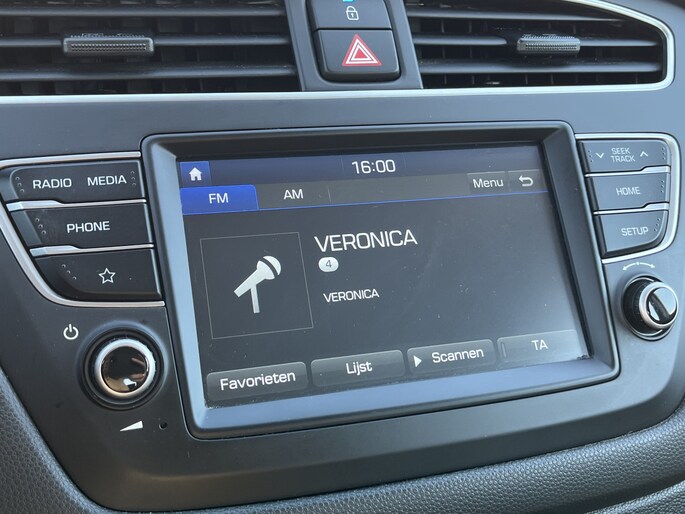 16:00
FM
AM
Menu
RADIO MEDIA
PHONE
SEEK
TRACK
HOME
SETUP
VERONICA
4
VERONICA
Favorieten
Lijst
Scannen
TA